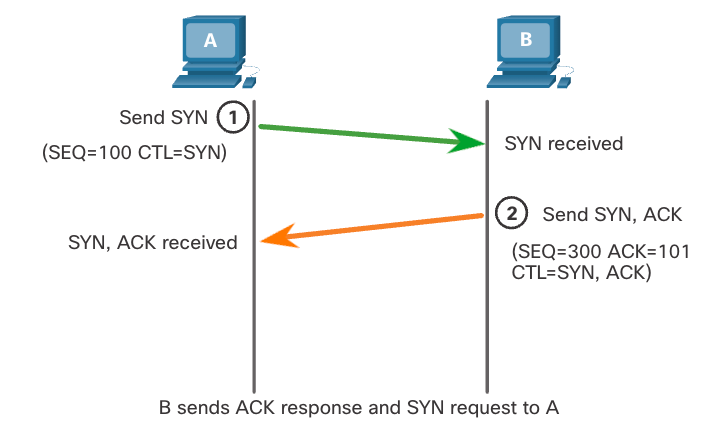 A
B
Send SYN 1
(SEQ=100 CTL=SYN)
SYN received
2 Send SYN, ACK
SYN, ACK received
(SEQ=300 ACK=101
CTL=SYN, ACK)
B sends ACK response and SYN request to A